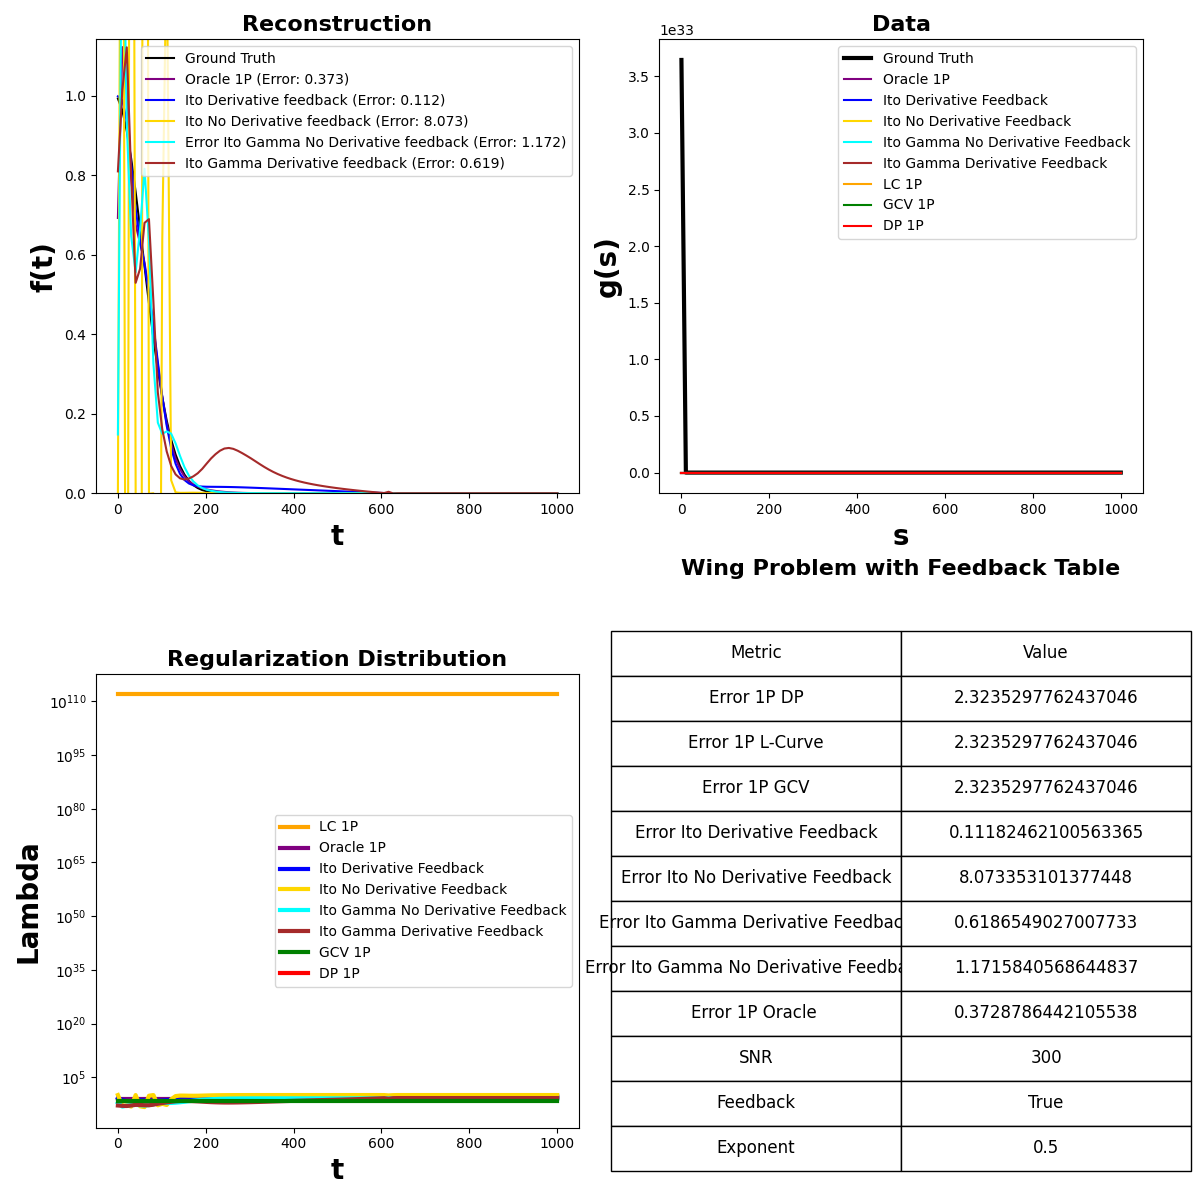 Reconstruction
1.0
0.8
0.6
0.4
0.2
0.0
f(t)
0
200
400
600
800
1000
t
Ground Truth
Oracle 1P (Error: 0.373)
Ito Derivative feedback (Error: 0.112)
Ito No Derivative feedback (Error: 8.073)
Error Ito Gamma No Derivative feedback (Error: 1.172)
Ito Gamma Derivative feedback (Error: 0.619)
Data
1e33
3.5
3.0
2.5
2.0
1.5
1.0
0.5
0.0
g(s)
0
200
400
600
800
1000
s
Ground Truth
Oracle 1P
Ito Derivative Feedback
Ito No Derivative Feedback
Ito Gamma No Derivative Feedback
Ito Gamma Derivative Feedback
LC 1P
GCV 1P
DP 1P
Regularization Distribution
10^110
10^95
10^80
10^65
10^50
10^35
10^20
10^5
Lambda
0
200
400
600
800
1000
t
LC 1P
Oracle 1P
Ito Derivative Feedback
Ito No Derivative Feedback
Ito Gamma No Derivative Feedback
Ito Gamma Derivative Feedback
GCV 1P
DP 1P
Wing Problem with Feedback Table
Metric Value
Error 1P DP 2.3235297762437046
Error 1P L-Curve 2.3235297762437046
Error 1P GCV 2.3235297762437046
Error Ito Derivative Feedback 0.11182462100563365
Error Ito No Derivative Feedback 8.073353101377448
Error Ito Gamma Derivative Feedbac 0.6186549027007733
Error Ito Gamma No Derivative Feedba 1.1715840568644837
Error 1P Oracle 0.3728786442105538
SNR 300
Feedback True
Exponent 0.5